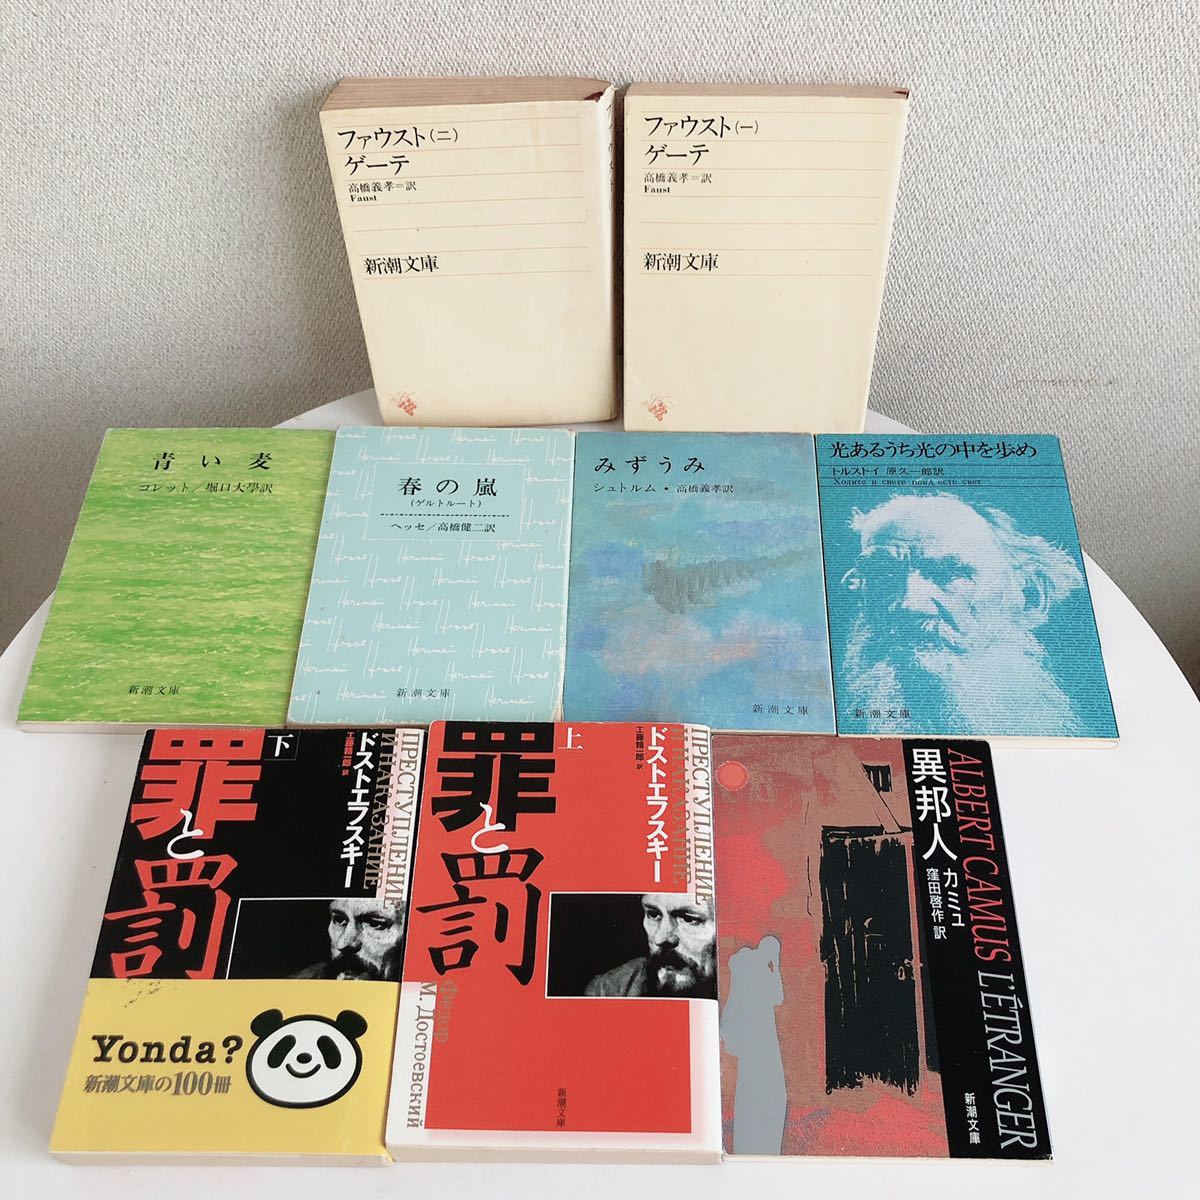 ファウスト(二)
ゲーテ
高橋義孝=訳
Faust
新潮文庫
ファウスト(一)
ゲーテ
高橋義孝=訳
Faust
新潮文庫
青い麦
コレット/堀口大學訳
新潮文庫
春の嵐
(ゲルトルート)
ヘッセ/高橋健二訳
新潮文庫
みずうみ
シュトルム・高橋義孝訳
新潮文庫
光あるうち光の中を歩め
トルストイ 原久一郎訳
Ходите в свете пока есть свет
新潮文庫
罪と罰
下
ドストエフスキー
工藤精一郎 訳
ПРЕСТУПЛЕНИЕ
И НАКАЗАНИЕ
Yonda?
新潮文庫の100冊
罪と罰
上
ドストエフスキー
工藤精一郎 訳
ПРЕСТУПЛЕНИЕ
И НАКАЗАНИЕ
Фёдор
М. Достоевский
新潮文庫
異邦人
カミュ
窪田啓作 訳
ALBERT CAMUS L'ÉTRANGER
新潮文庫